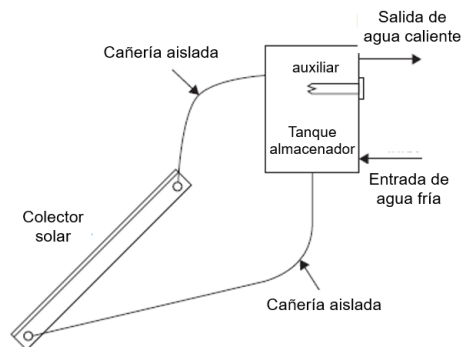 Salida de
agua caliente
Cañería aislada
auxiliar
Tanque
almacenador
Entrada de
agua fría
Colector
solar
Cañería aislada